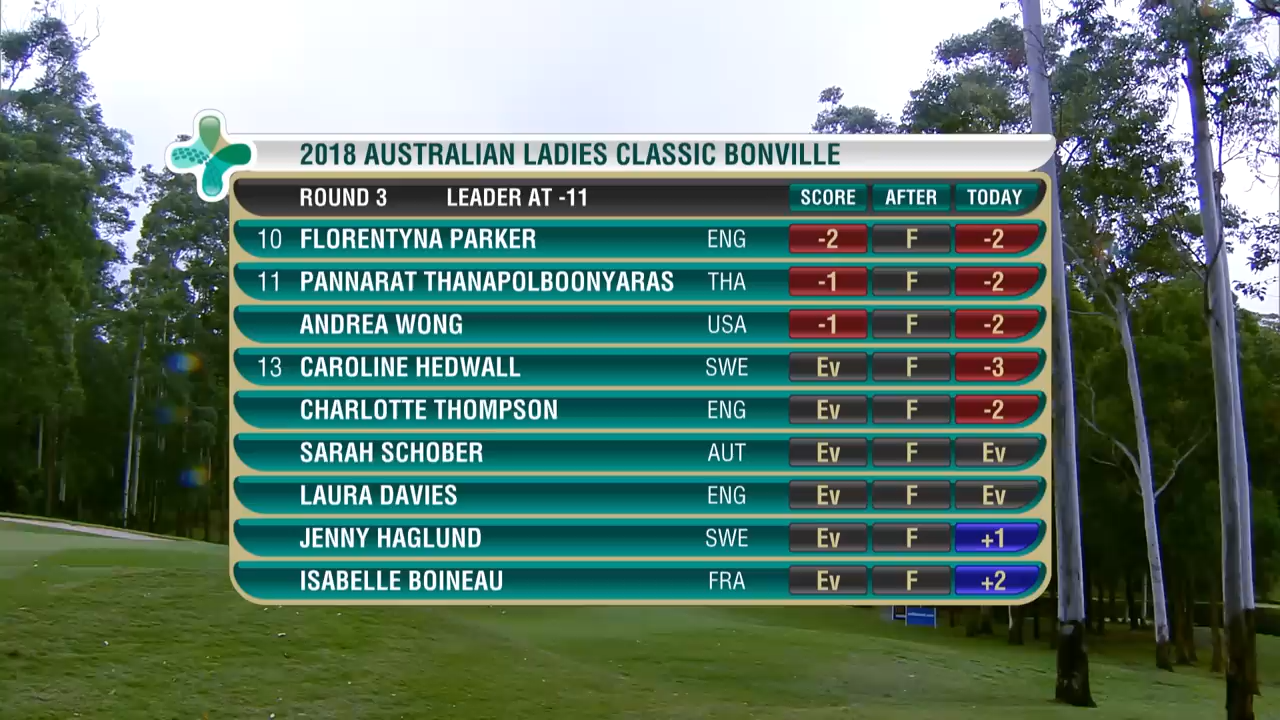 2018 AUSTRALIAN LADIES CLASSIC BONVILLE
ROUND 3 LEADER AT -11 SCORE AFTER TODAY
10 FLORENTYNA PARKER ENG -2 F -2
11 PANNARAT THANAPOLBOONYARAS THA -1 F -2
ANDREA WONG USA -1 F -2
13 CAROLINE HEDWALL SWE Ev F -3
CHARLOTTE THOMPSON ENG Ev F -2
SARAH SCHOBER AUT Ev F Ev
LAURA DAVIES ENG Ev F Ev
JENNY HAGLUND SWE Ev F +1
ISABELLE BOINEAU FRA Ev F +2